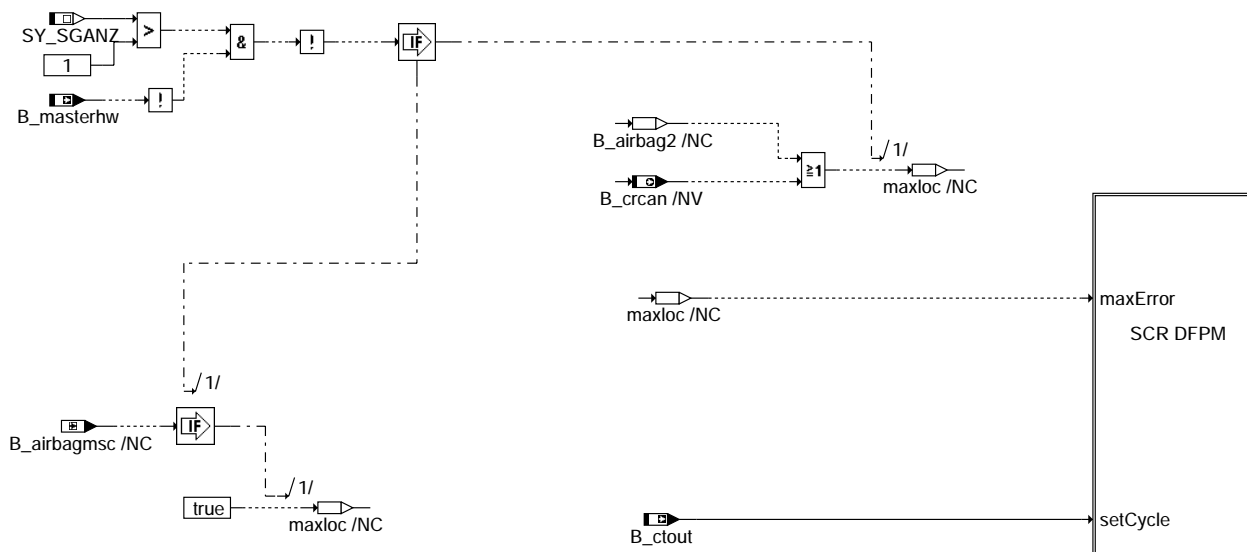 SY_SGANZ
>
1
&
!
IF
B_masterhw
!
B_airbag2 /NC
B_crcan /NV
≧1
/1/
maxloc /NC
maxloc /NC
maxError
SCR DFPM
/1/
B_airbagmsc /NC
IF
true
/1/
maxloc /NC
B_ctout
setCycle